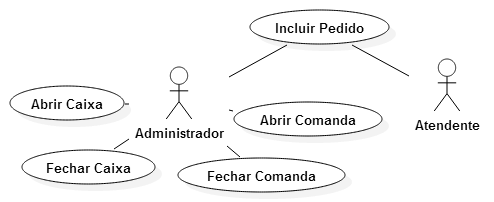 Incluir Pedido
Abrir Caixa
Abrir Comanda
Administrador
Atendente
Fechar Caixa
Fechar Comanda